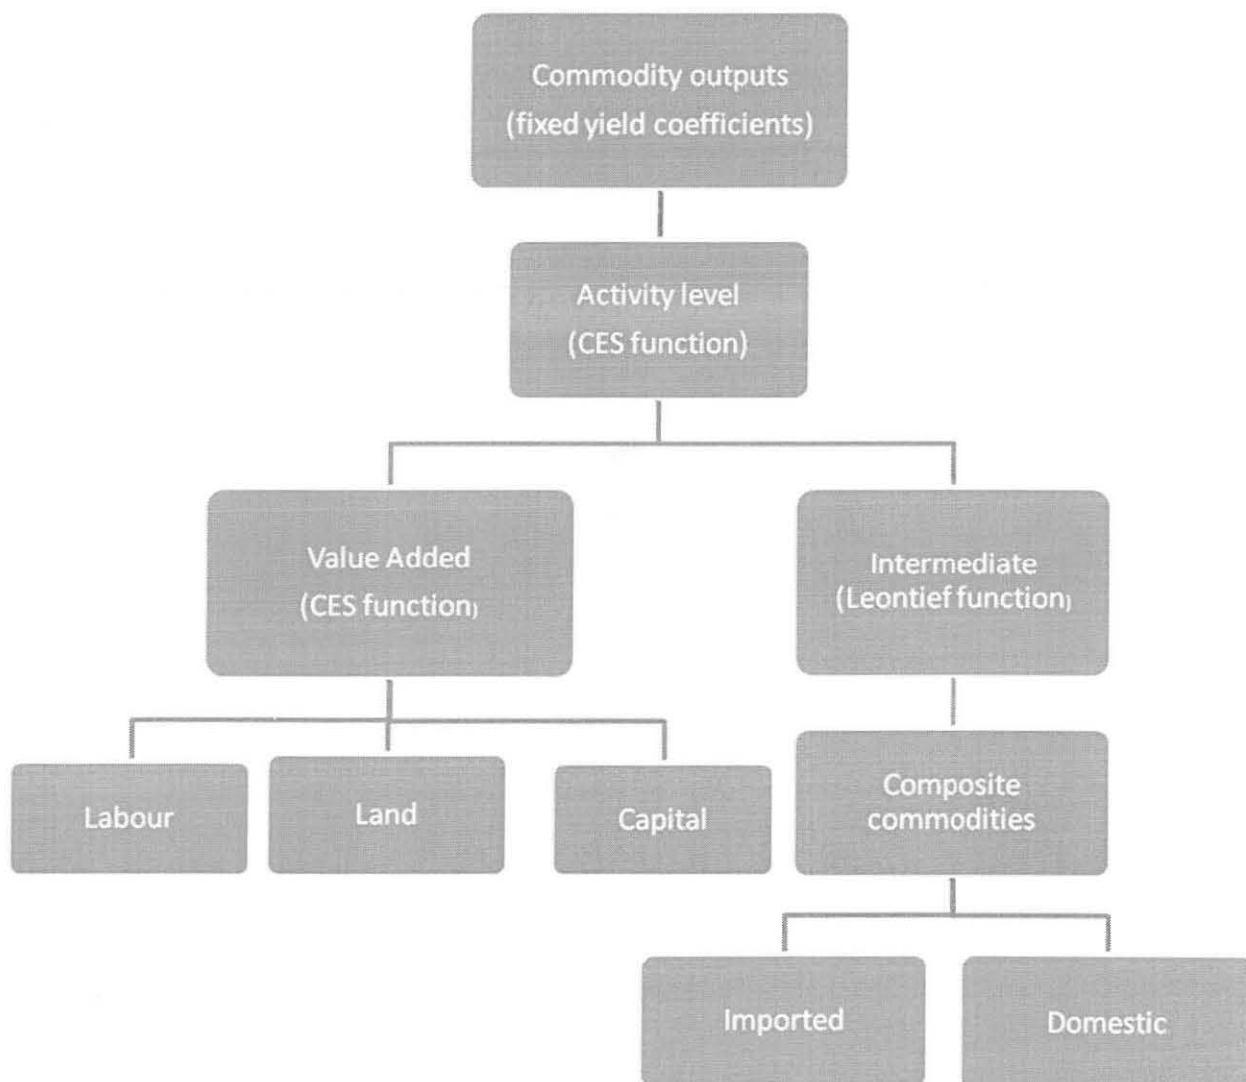 Commodity outputs
(fixed yield coefficients)
Activity level
(CES function)
Value Added
(CES function)
Intermediate
(Leontief function)
Labour
Land
Capital
Composite
commodities
Imported
Domestic